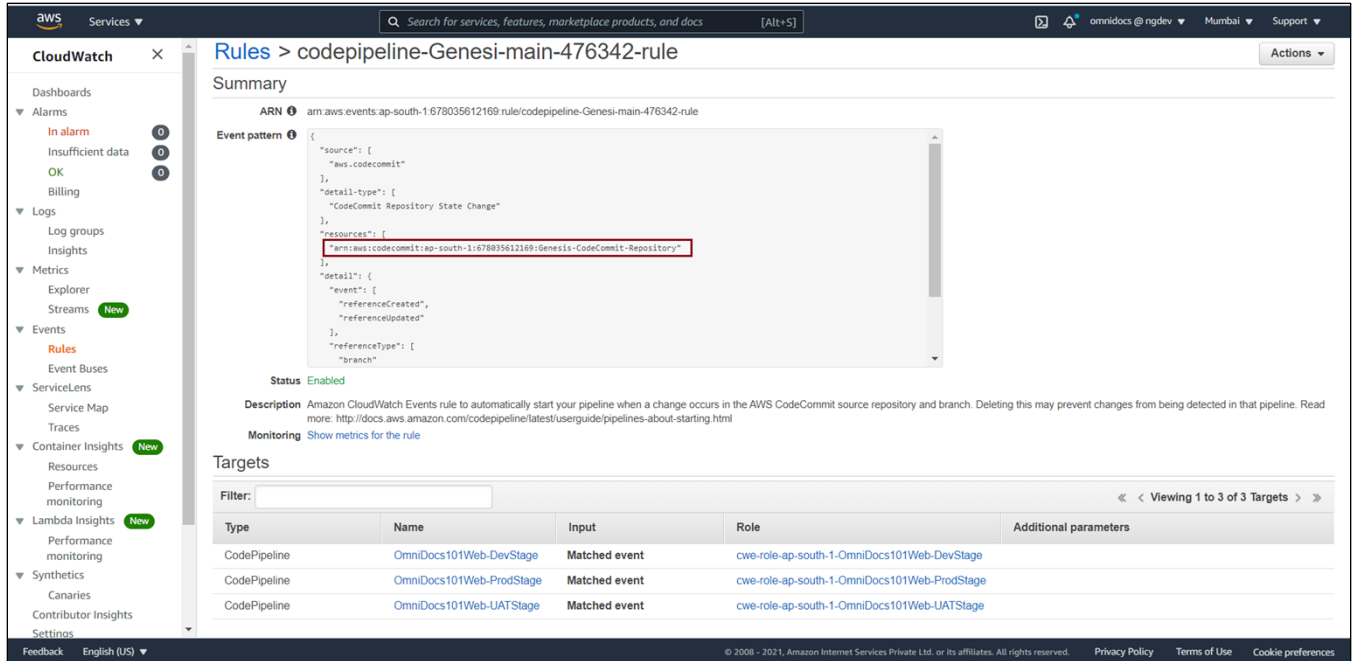 aws Services ▼ Search for services, features, marketplace products, and docs [Alt+S] omnidocs @ ngdev ▼ Mumbai ▼ Support ▼
CloudWatch ×
Dashboards
Alarms
In alarm 0
Insufficient data 0
OK 0
Billing
Logs
Log groups
Insights
Metrics
Explorer
Streams New
Events
Rules
Event Buses
ServiceLens
Service Map
Traces
Container Insights New
Resources
Performance
monitoring
Lambda Insights New
Performance
monitoring
Synthetics
Canaries
Contributor Insights
Settings
Rules > codepipeline-Genesi-main-476342-rule
Actions
Summary
ARN arn:aws:events:ap-south-1:678035612169:rule/codepipeline-Genesi-main-476342-rule
Event pattern {
"source": [
"aws.codecommit"
],
"detail-type": [
"CodeCommit Repository State Change"
],
"resources": [
"arn:aws:codecommit:ap-south-1:678035612169:Genesis-CodeCommit-Repository"
],
"detail": {
"event": [
"referenceCreated",
"referenceUpdated"
],
"referenceType": [
"branch"
Status Enabled
Description Amazon CloudWatch Events rule to automatically start your pipeline when a change occurs in the AWS CodeCommit source repository and branch. Deleting this may prevent changes from being detected in that pipeline. Read
more: http://docs.aws.amazon.com/codepipeline/latest/userguide/pipelines-about-starting.html
Monitoring Show metrics for the rule
Targets
Filter: « < Viewing 1 to 3 of 3 Targets > »
Type Name Input Role Additional parameters
CodePipeline OmniDocs101Web-DevStage Matched event cwe-role-ap-south-1-OmniDocs101Web-DevStage
CodePipeline OmniDocs101Web-ProdStage Matched event cwe-role-ap-south-1-OmniDocs101Web-ProdStage
CodePipeline OmniDocs101Web-UATStage Matched event cwe-role-ap-south-1-OmniDocs101Web-UATStage
Feedback English (US) ▼ © 2008 - 2021, Amazon Internet Services Private Ltd. or its affiliates. All rights reserved. Privacy Policy Terms of Use Cookie preferences